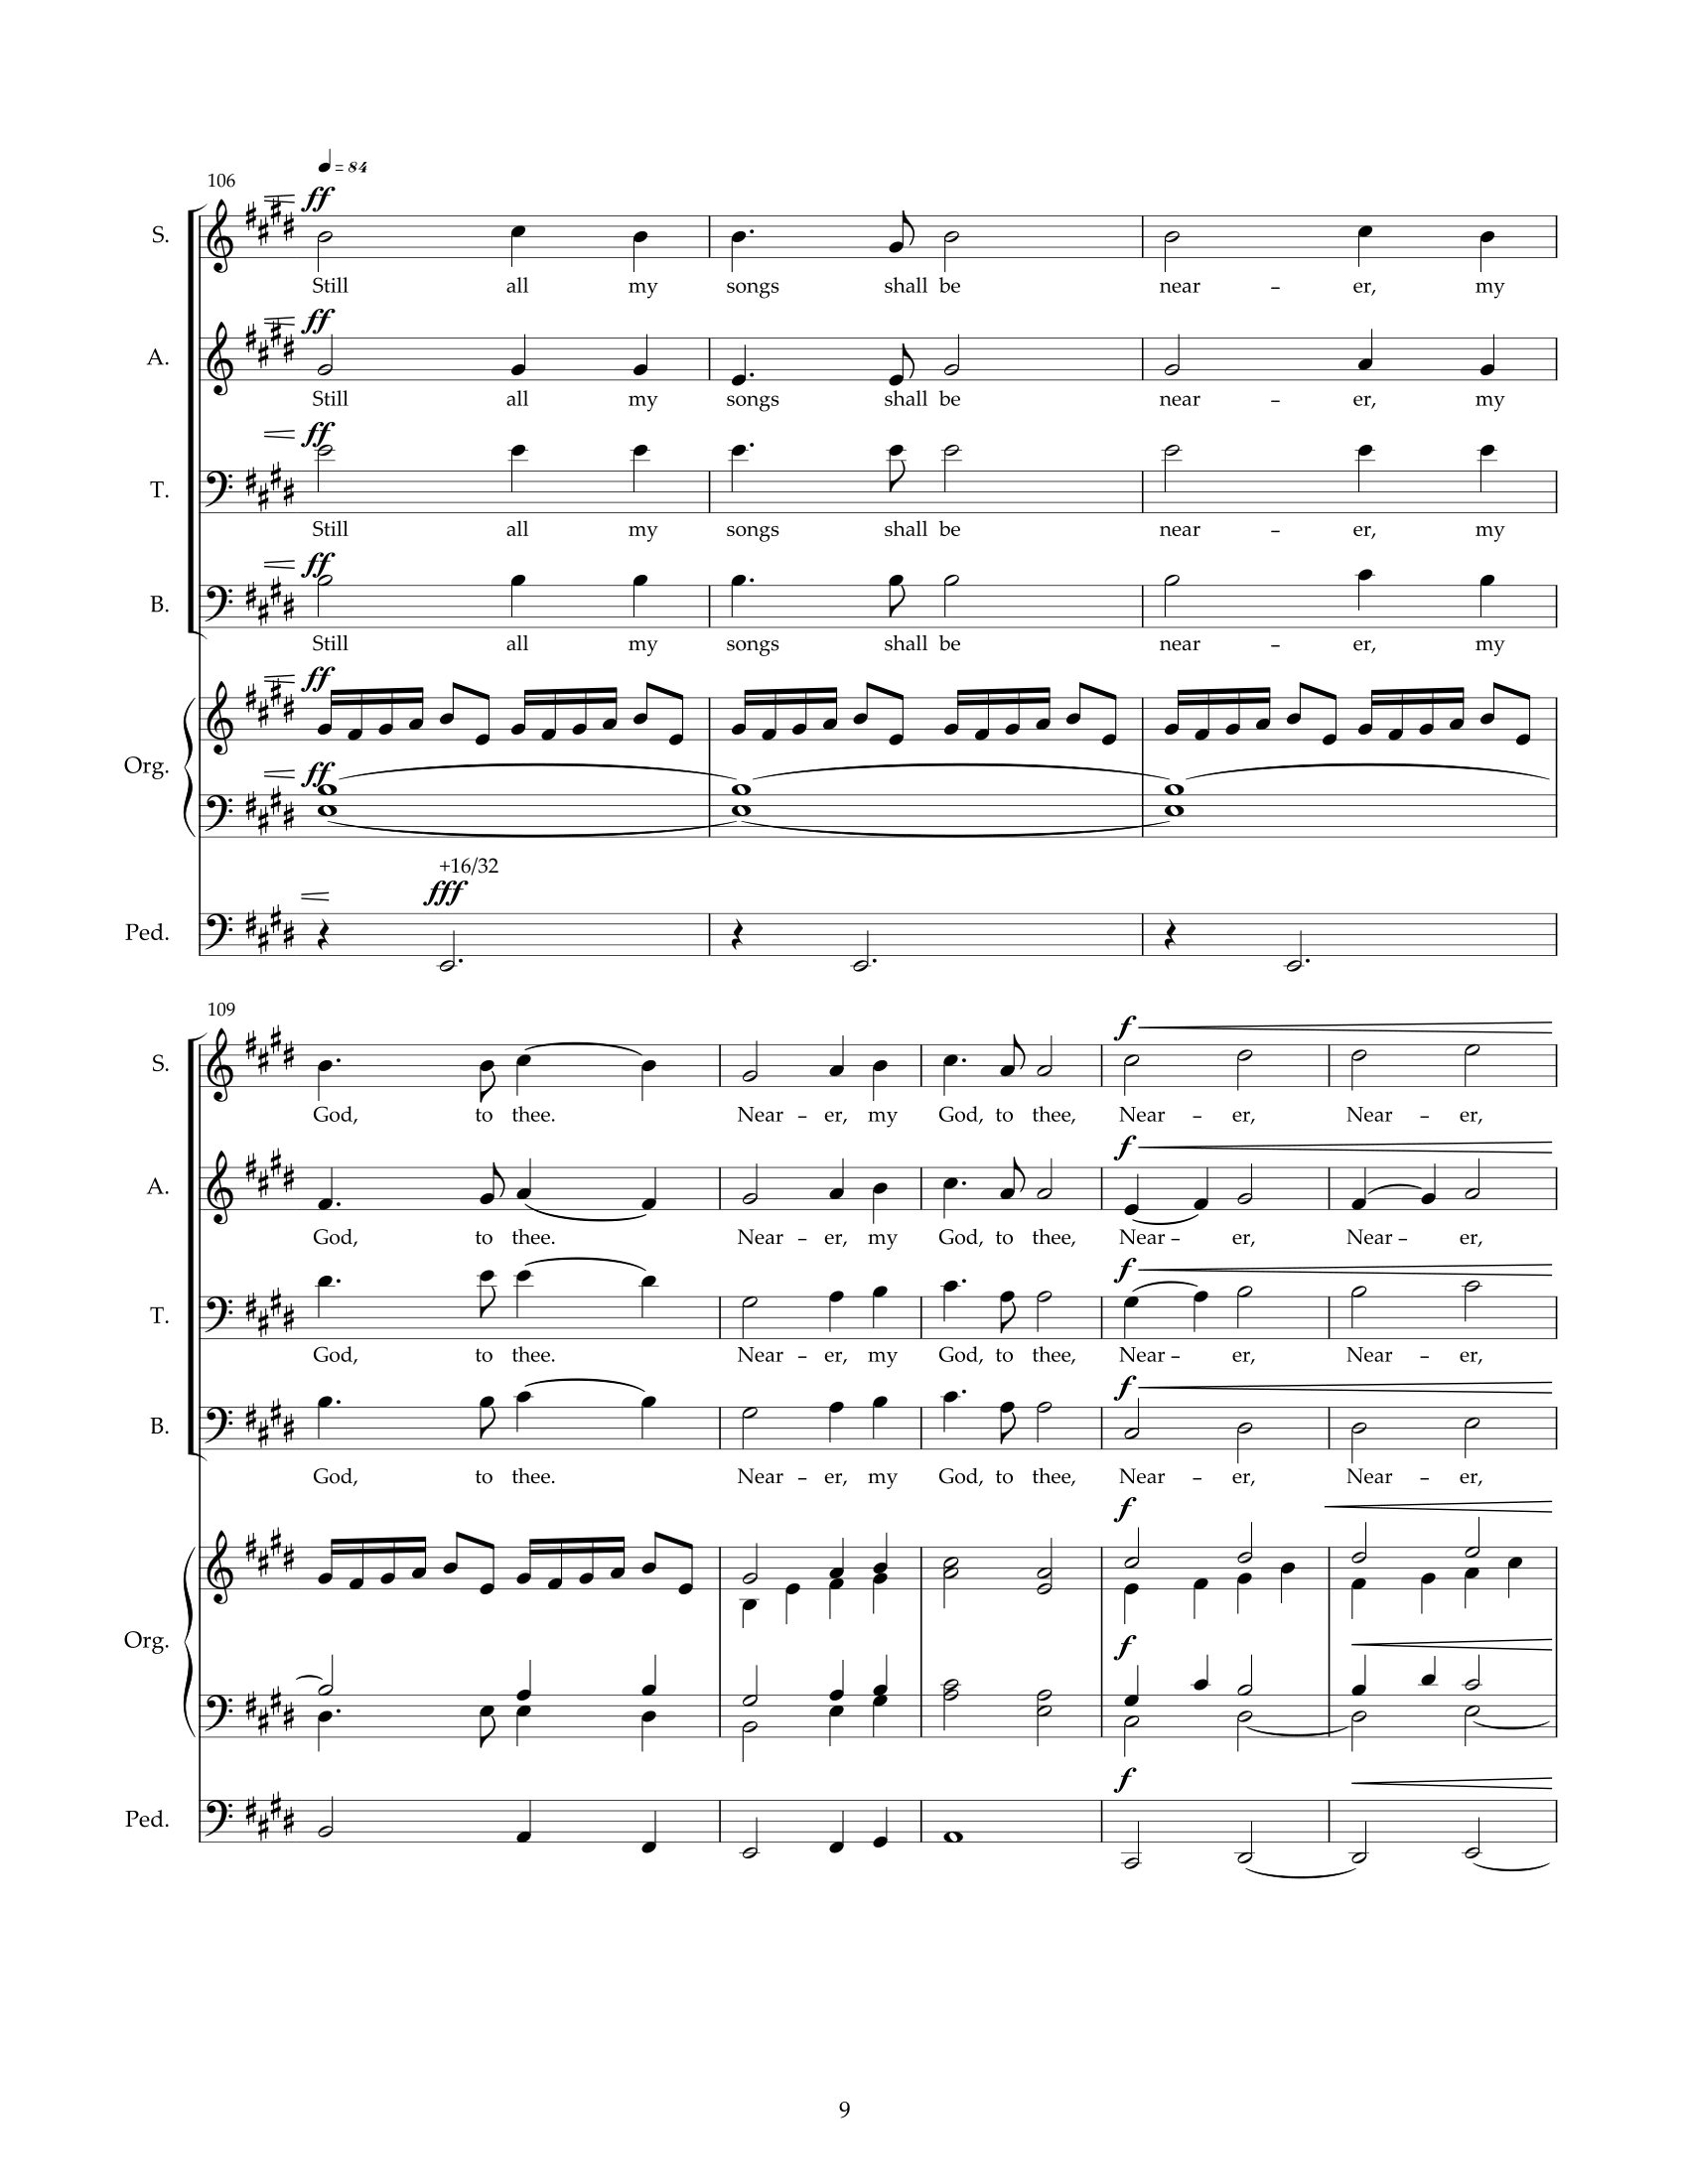 ♩ = 84
106
ff
S.
Still all my songs shall be near – er, my
ff
A.
Still all my songs shall be near – er, my
ff
T.
Still all my songs shall be near – er, my
ff
B.
Still all my songs shall be near – er, my
ff
Org.
ff
+16/32
fff
Ped.
109
f
S.
God, to thee. Near – er, my God, to thee, Near – er, Near – er,
f
A.
God, to thee. Near – er, my God, to thee, Near – er, Near – er,
f
T.
God, to thee. Near – er, my God, to thee, Near – er, Near – er,
f
B.
God, to thee. Near – er, my God, to thee, Near – er, Near – er,
f
Org.
f
f
Ped.
9